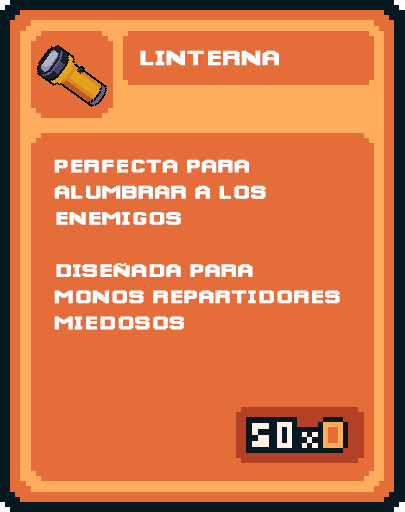 LINTERNA
PERFECTA PARA
ALUMBRAR A LOS
ENEMIGOS
DISEÑADA PARA
MONOS REPARTIDORES
MIEDOSOS
50x